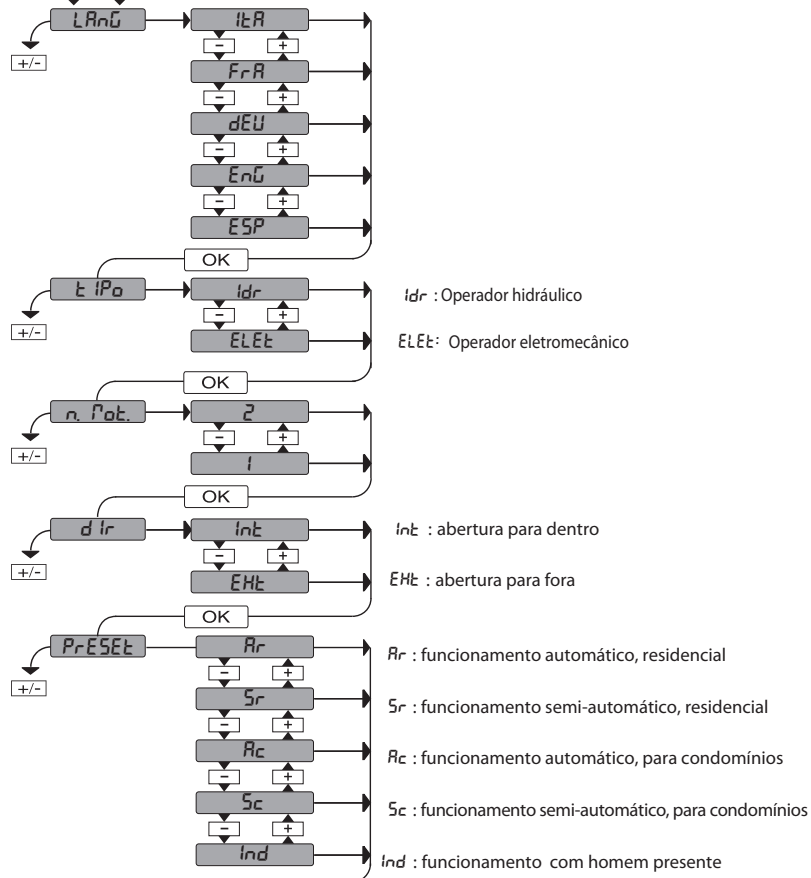 LAnG
ItA
+/-
- +
FrA
- +
dEU
- +
EnG
- +
ESP
OK
tIPo
Idr
Idr : Operador hidráulico
+/-
- +
ELEt
ELEt: Operador eletromecânico
OK
n. Mot.
2
+/-
- +
1
OK
dIr
Int
Int : abertura para dentro
+/-
- +
EHt
EHt : abertura para fora
OK
PrESEt
Ar
Ar : funcionamento automático, residencial
+/-
- +
Sr
Sr : funcionamento semi-automático, residencial
- +
Ac
Ac : funcionamento automático, para condomínios
- +
Sc
Sc : funcionamento semi-automático, para condomínios
- +
Ind
Ind : funcionamento com homem presente